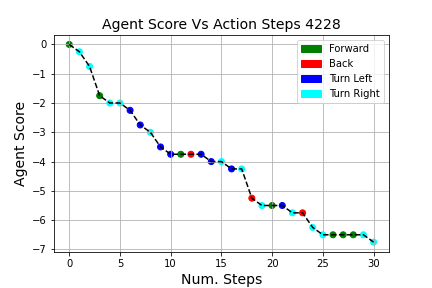 Agent Score Vs Action Steps 4228
Forward
Back
Turn Left
Turn Right
Agent Score
0
−1
−2
−3
−4
−5
−6
−7
0 5 10 15 20 25 30
Num. Steps